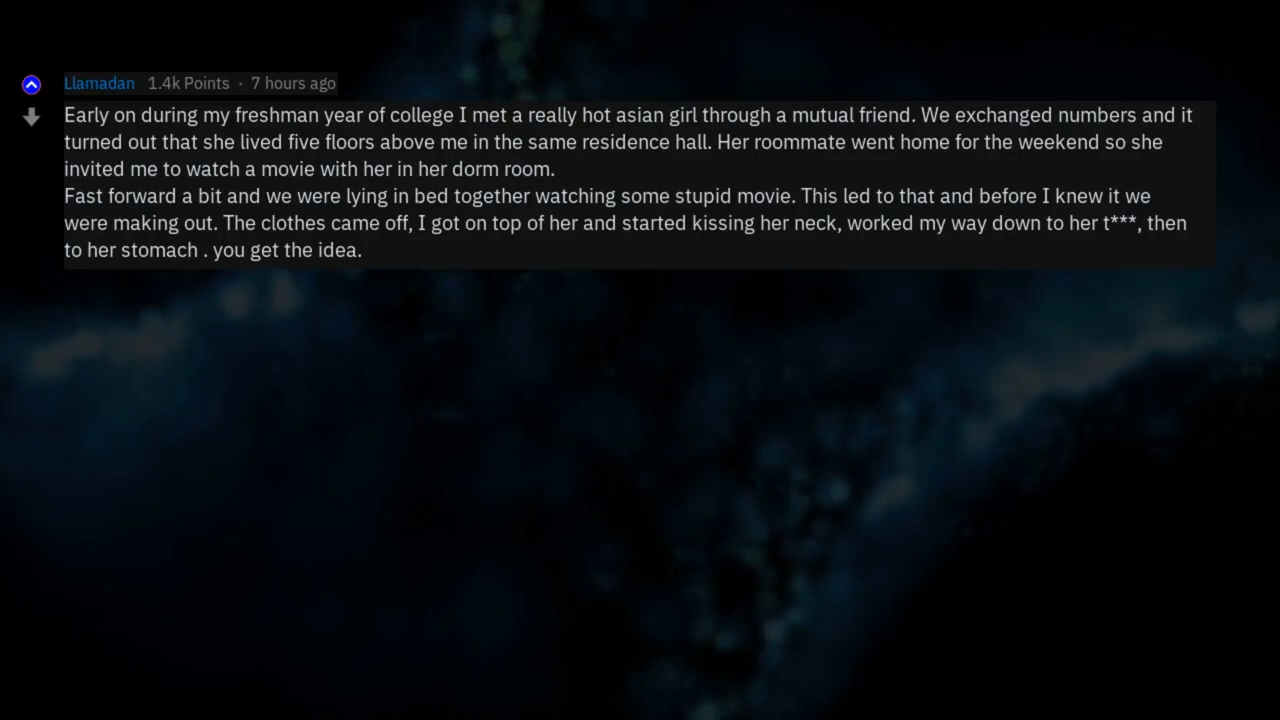 Llamadan 1.4k Points · 7 hours ago
Early on during my freshman year of college I met a really hot asian girl through a mutual friend. We exchanged numbers and it
turned out that she lived five floors above me in the same residence hall. Her roommate went home for the weekend so she
invited me to watch a movie with her in her dorm room.
Fast forward a bit and we were lying in bed together watching some stupid movie. This led to that and before I knew it we
were making out. The clothes came off, I got on top of her and started kissing her neck, worked my way down to her t***, then
to her stomach . you get the idea.